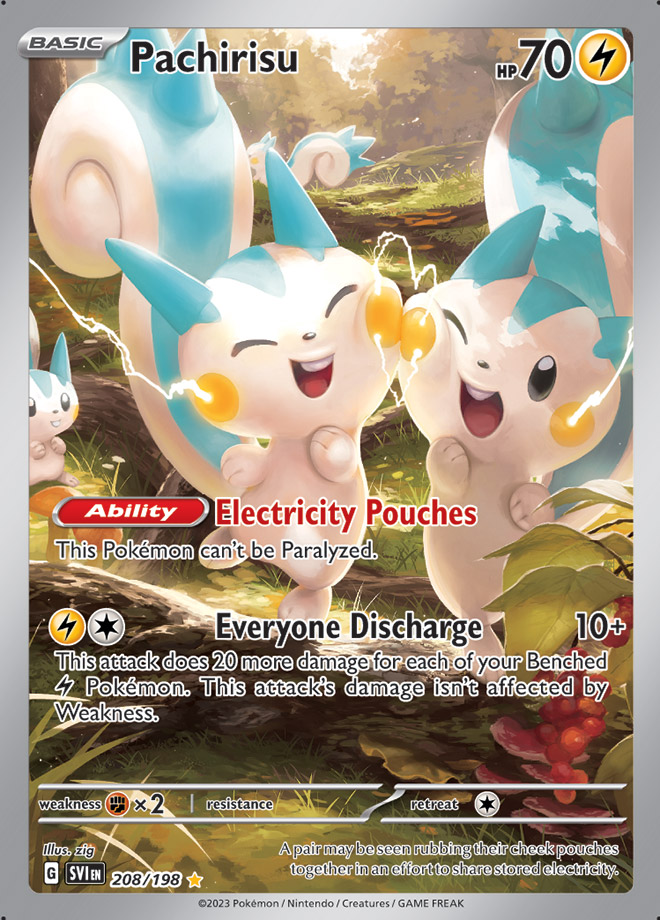 BASIC Pachirisu HP 70
Ability Electricity Pouches
This Pokémon can't be Paralyzed.
Everyone Discharge 10+
This attack does 20 more damage for each of your Benched
Pokémon. This attack's damage isn't affected by
Weakness.
weakness ×2 resistance retreat
Illus. zig
A pair may be seen rubbing their cheek pouches
together in an effort to share stored electricity.
G SVI EN 208/198
©2023 Pokémon / Nintendo / Creatures / GAME FREAK